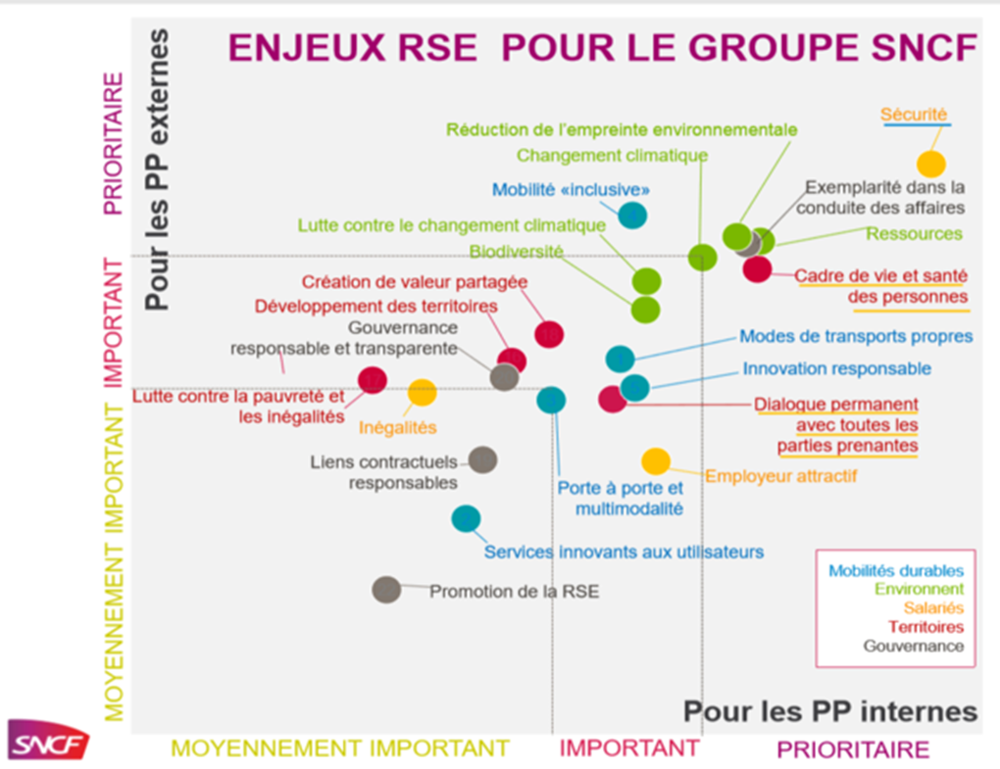 ENJEUX RSE POUR LE GROUPE SNCF
PRIORITAIRE
IMPORTANT
MOYENNEMENT IMPORTANT
Pour les PP externes
Sécurité
Réduction de l'empreinte environnementale
Changement climatique
Mobilité «inclusive»
Exemplarité dans la
conduite des affaires
Lutte contre le changement climatique
Ressources
Biodiversité
Création de valeur partagée
Cadre de vie et santé
des personnes
Développement des territoires
Gouvernance
responsable et transparente
Modes de transports propres
Innovation responsable
Lutte contre la pauvreté et
les inégalités
Inégalités
Dialogue permanent
avec toutes les
parties prenantes
Liens contractuels
responsables
Employeur attractif
Porte à porte et
multimodalité
Services innovants aux utilisateurs
Promotion de la RSE
Mobilités durables
Environnent
Salariés
Territoires
Gouvernance
Pour les PP internes
SNCF
MOYENNEMENT IMPORTANT
IMPORTANT
PRIORITAIRE